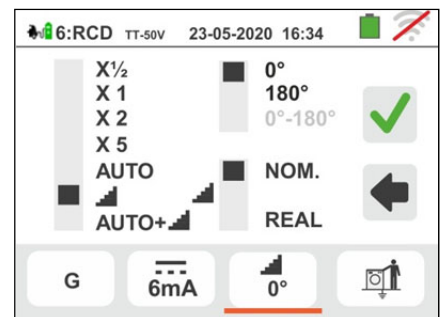 6:RCD TT-50V 23-05-2020 16:34
X½
X 1
X 2
X 5
AUTO
AUTO+
0°
180°
0°-180°
NOM.
REAL
G
6mA
0°